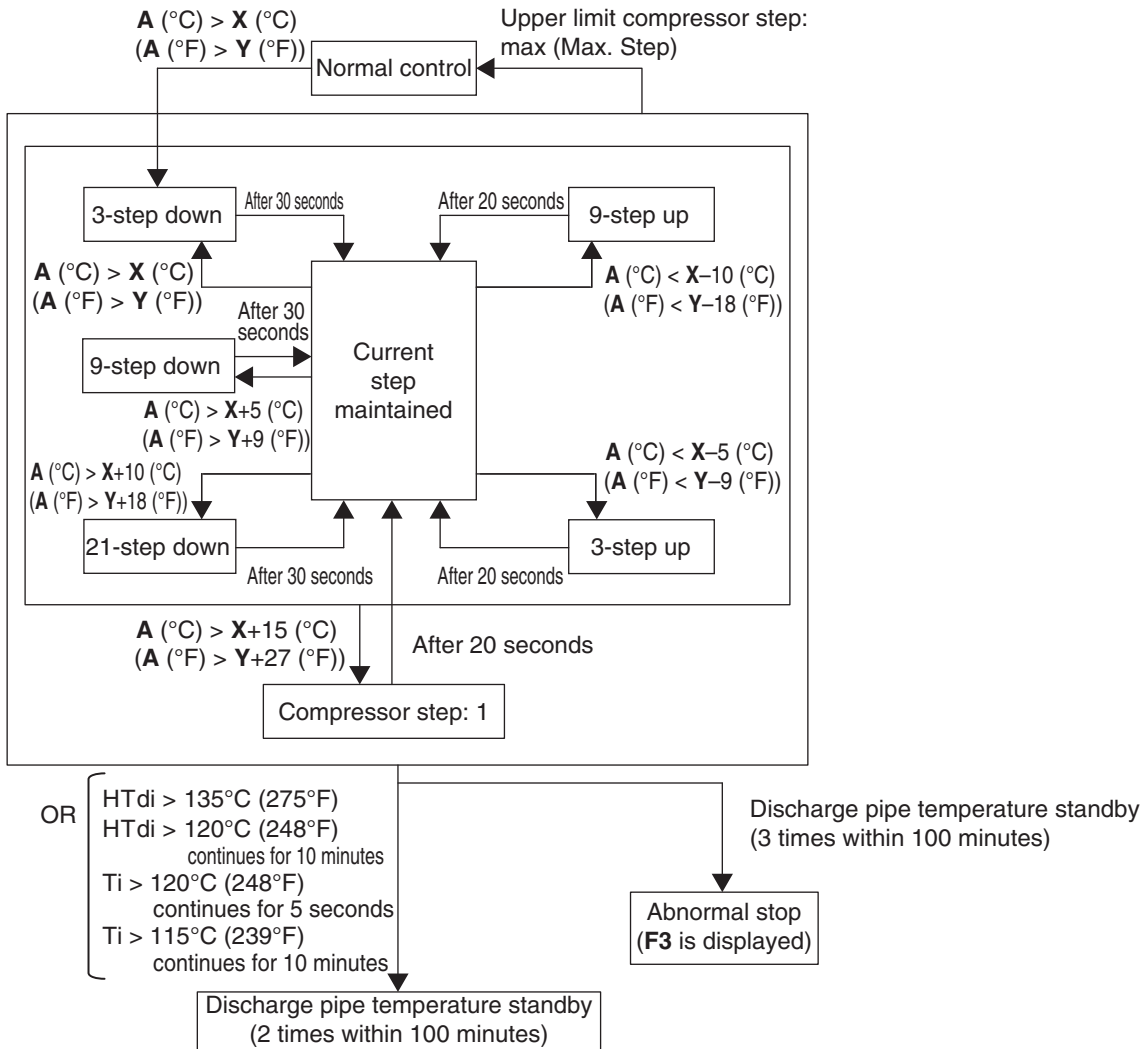 A (°C) > X (°C)
(A (°F) > Y (°F))
Upper limit compressor step:
max (Max. Step)
Normal control
3-step down
After 30 seconds
After 20 seconds
9-step up
A (°C) > X (°C)
(A (°F) > Y (°F))
A (°C) < X–10 (°C)
(A (°F) < Y–18 (°F))
After 30
seconds
9-step down
Current
step
maintained
A (°C) > X+5 (°C)
(A (°F) > Y+9 (°F))
A (°C) < X–5 (°C)
(A (°F) < Y–9 (°F))
A (°C) > X+10 (°C)
(A (°F) > Y+18 (°F))
21-step down
3-step up
After 30 seconds
After 20 seconds
A (°C) > X+15 (°C)
(A (°F) > Y+27 (°F))
After 20 seconds
Compressor step: 1
OR
HTdi > 135°C (275°F)
HTdi > 120°C (248°F)
continues for 10 minutes
Ti > 120°C (248°F)
continues for 5 seconds
Ti > 115°C (239°F)
continues for 10 minutes
Discharge pipe temperature standby
(3 times within 100 minutes)
Abnormal stop
(F3 is displayed)
Discharge pipe temperature standby
(2 times within 100 minutes)